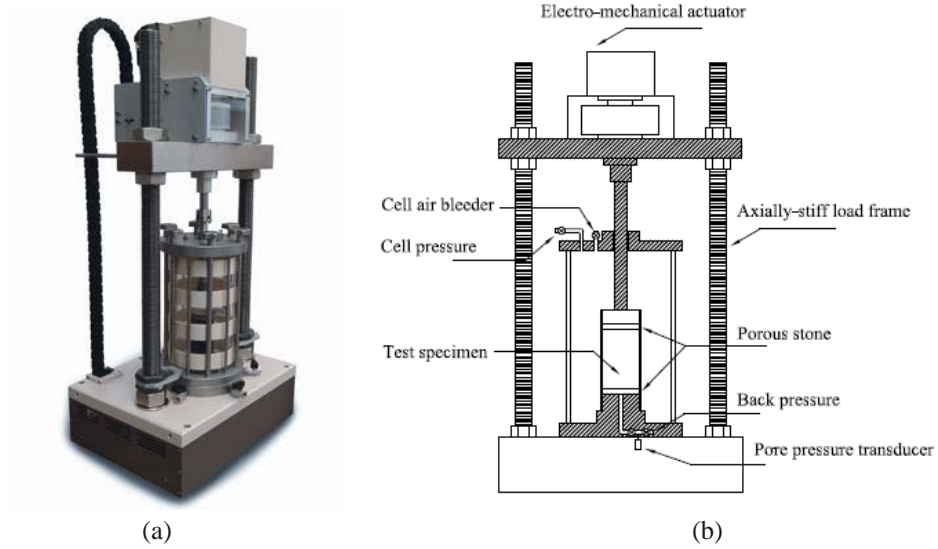 Electro-mechanical actuator
Cell air bleeder
Cell pressure
Axially-stiff load frame
Test specimen
Porous stone
Back pressure
Pore pressure transducer
(a)
(b)